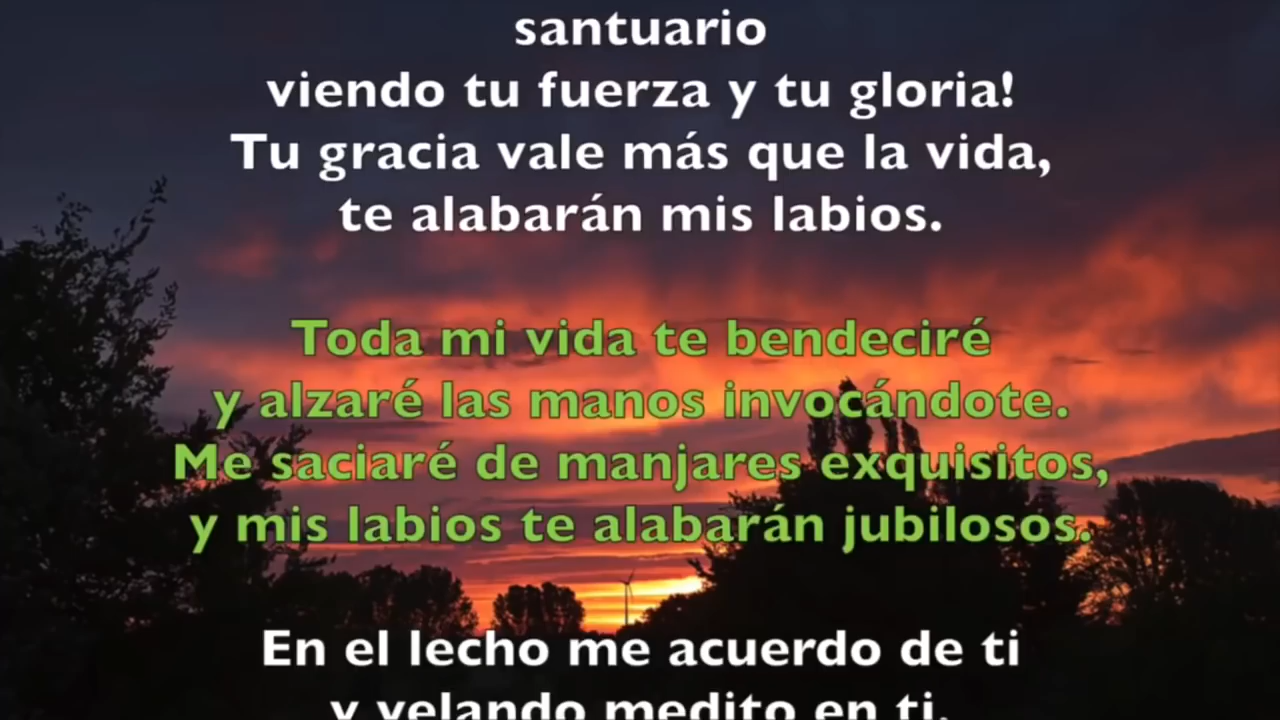 santuario
viendo tu fuerza y tu gloria!
Tu gracia vale más que la vida,
te alabarán mis labios.
Toda mi vida te bendeciré
y alzaré las manos invocándote.
Me saciaré de manjares exquisitos,
y mis labios te alabarán jubilosos.
En el lecho me acuerdo de ti
y velando medito en ti,